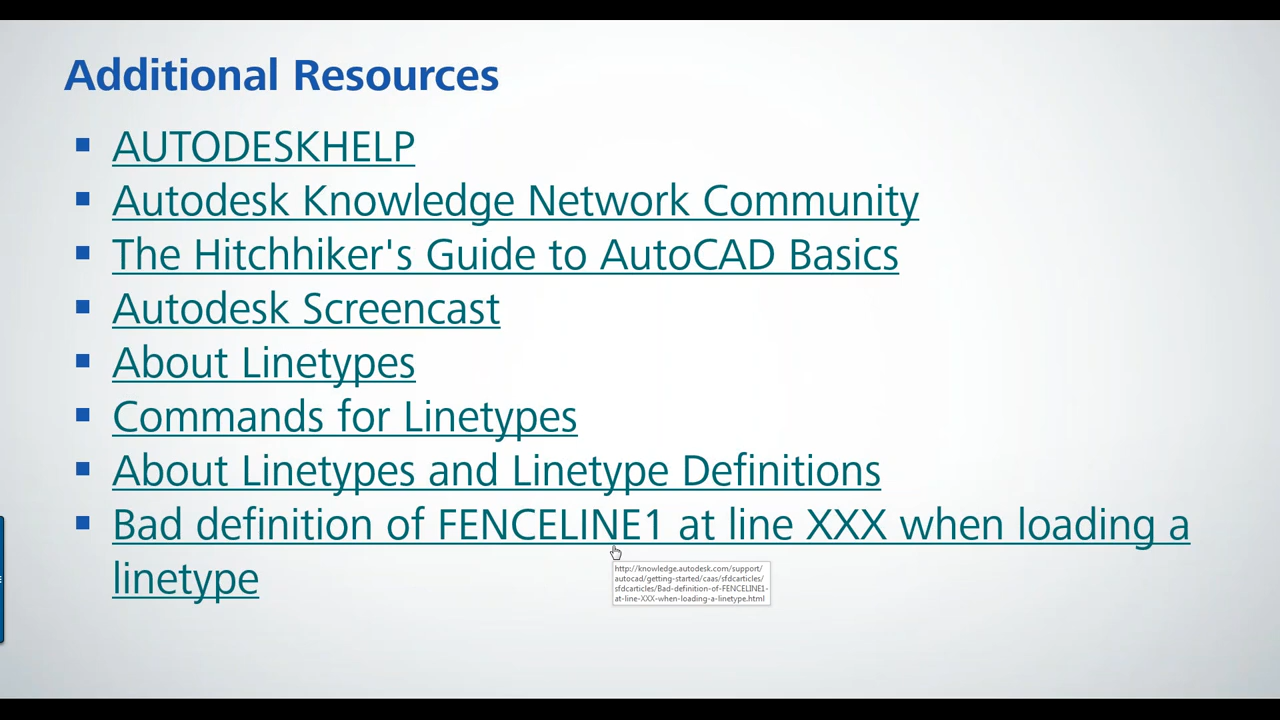 Additional Resources
AUTODESKHELP
Autodesk Knowledge Network Community
The Hitchhiker's Guide to AutoCAD Basics
Autodesk Screencast
About Linetypes
Commands for Linetypes
About Linetypes and Linetype Definitions
Bad definition of FENCELINE1 at line XXX when loading a
linetype
http://knowledge.autodesk.com/support/
autocad/getting-started/caas/sfdcarticles/
sfdcarticles/Bad-definition-of-FENCELINE1-
at-line-XXX-when-loading-a-linetype.html